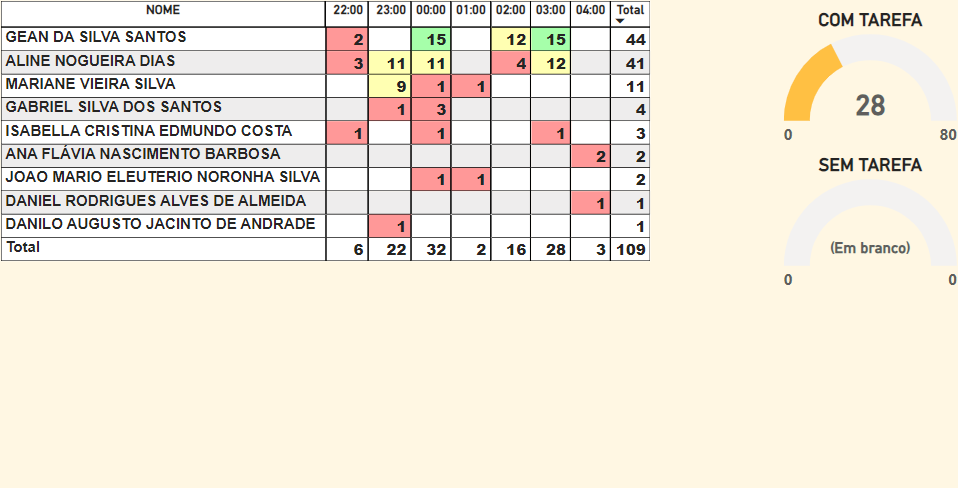 NOME 22:00 23:00 00:00 01:00 02:00 03:00 04:00 Total
GEAN DA SILVA SANTOS 2 15 12 15 44
ALINE NOGUEIRA DIAS 3 11 11 4 12 41
MARIANE VIEIRA SILVA 9 1 1 11
GABRIEL SILVA DOS SANTOS 1 3 4
ISABELLA CRISTINA EDMUNDO COSTA 1 1 1 3
ANA FLÁVIA NASCIMENTO BARBOSA 2 2
JOAO MARIO ELEUTERIO NORONHA SILVA 1 1 2
DANIEL RODRIGUES ALVES DE ALMEIDA 1 1
DANILO AUGUSTO JACINTO DE ANDRADE 1 1
Total 6 22 32 2 16 28 3 109
COM TAREFA
28
0 80
SEM TAREFA
(Em branco)
0 0